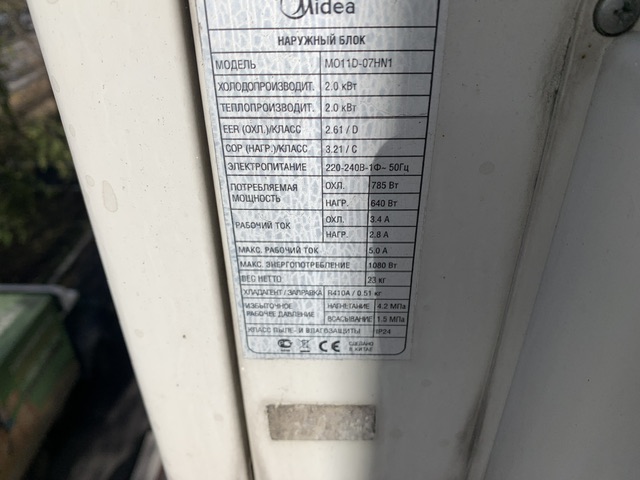 Midea
НАРУЖНЫЙ БЛОК
МОДЕЛЬ MO11D-07HN1
ХОЛОДОПРОИЗВОДИТ. 2.0 кВт
ТЕПЛОПРОИЗВОДИТ. 2.0 кВт
EER (ОХЛ.)/КЛАСС 2.61 / D
COP (НАГР.)/КЛАСС 3.21 / C
ЭЛЕКТРОПИТАНИЕ 220-240В-1Ф~ 50Гц
ПОТРЕБЛЯЕМАЯ МОЩНОСТЬ ОХЛ. 785 Вт
НАГР. 640 Вт
РАБОЧИЙ ТОК ОХЛ. 3.4 А
НАГР. 2.8 А
МАКС. РАБОЧИЙ ТОК 5.0 А
МАКС. ЭНЕРГОПОТРЕБЛЕНИЕ 1080 Вт
ВЕС НЕТТО 23 кг
ХЛАДАГЕНТ / ЗАПРАВКА R410A / 0.51 кг
ИЗБЫТОЧНОЕ РАБОЧЕЕ ДАВЛЕНИЕ НАГНЕТАНИЕ 4.2 МПа
ВСАСЫВАНИЕ 1.5 МПа
КЛАСС ПЫЛЕ- И ВЛАГОЗАЩИТЫ IP24
CE СДЕЛАНО
В КИТАЕ